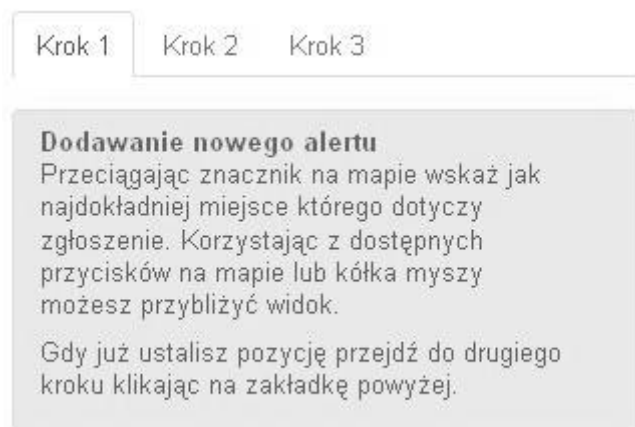 Krok 1 Krok 2 Krok 3
Dodawanie nowego alertu
Przeciągając znacznik na mapie wskaż jak
najdokładniej miejsce którego dotyczy
zgłoszenie. Korzystając z dostępnych
przycisków na mapie lub kółka myszy
możesz przybliżyć widok.
Gdy już ustalisz pozycję przejdź do drugiego
kroku klikając na zakładkę powyżej.